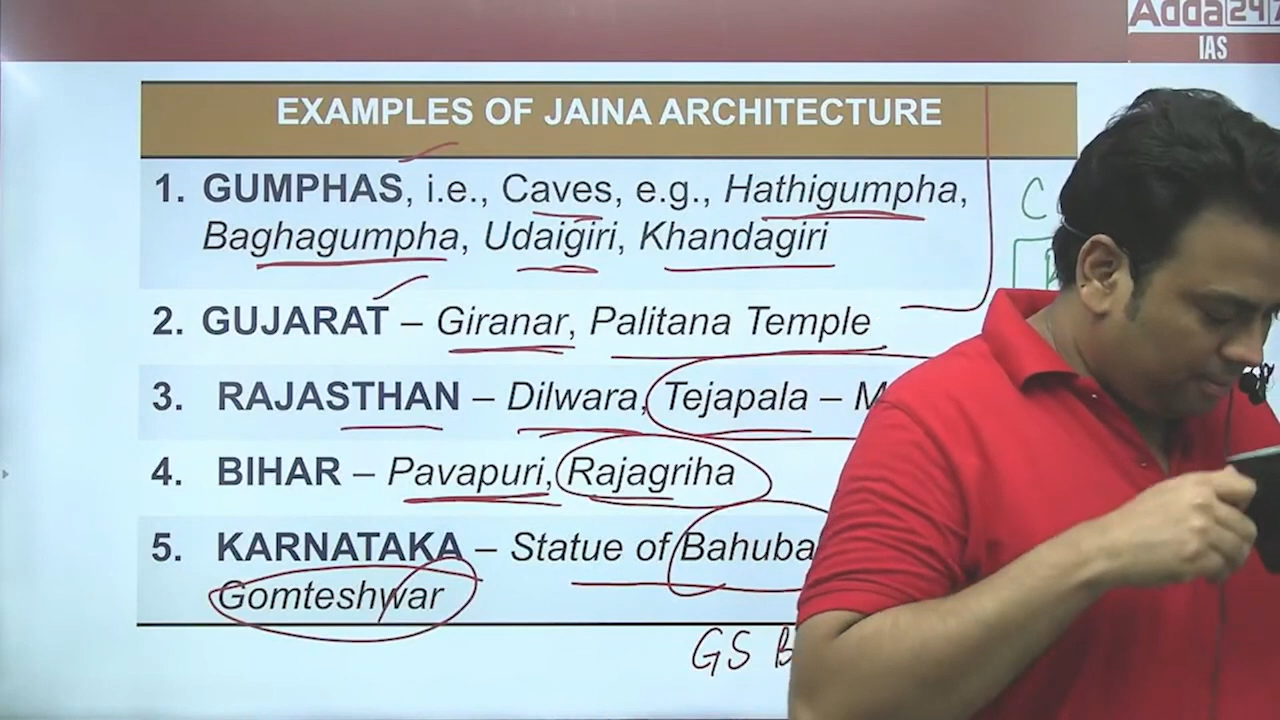 Adda247
IAS
EXAMPLES OF JAINA ARCHITECTURE
1. GUMPHAS, i.e., Caves, e.g., Hathigumpha,
Baghagumpha, Udaigiri, Khandagiri
2. GUJARAT – Giranar, Palitana Temple
3. RAJASTHAN – Dilwara, Tejapala –
4. BIHAR – Pavapuri, Rajagriha
5. KARNATAKA – Statue of
Gomteshwar
GS